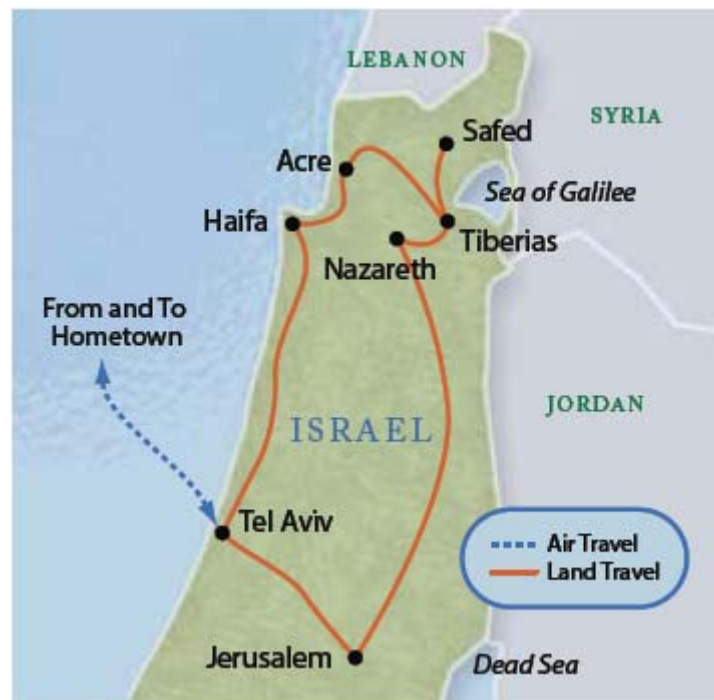 LEBANON
SYRIA
Safed
Acre
Sea of Galilee
Haifa
Tiberias
Nazareth
From and To
Hometown
JORDAN
ISRAEL
Tel Aviv
Air Travel
Land Travel
Jerusalem
Dead Sea